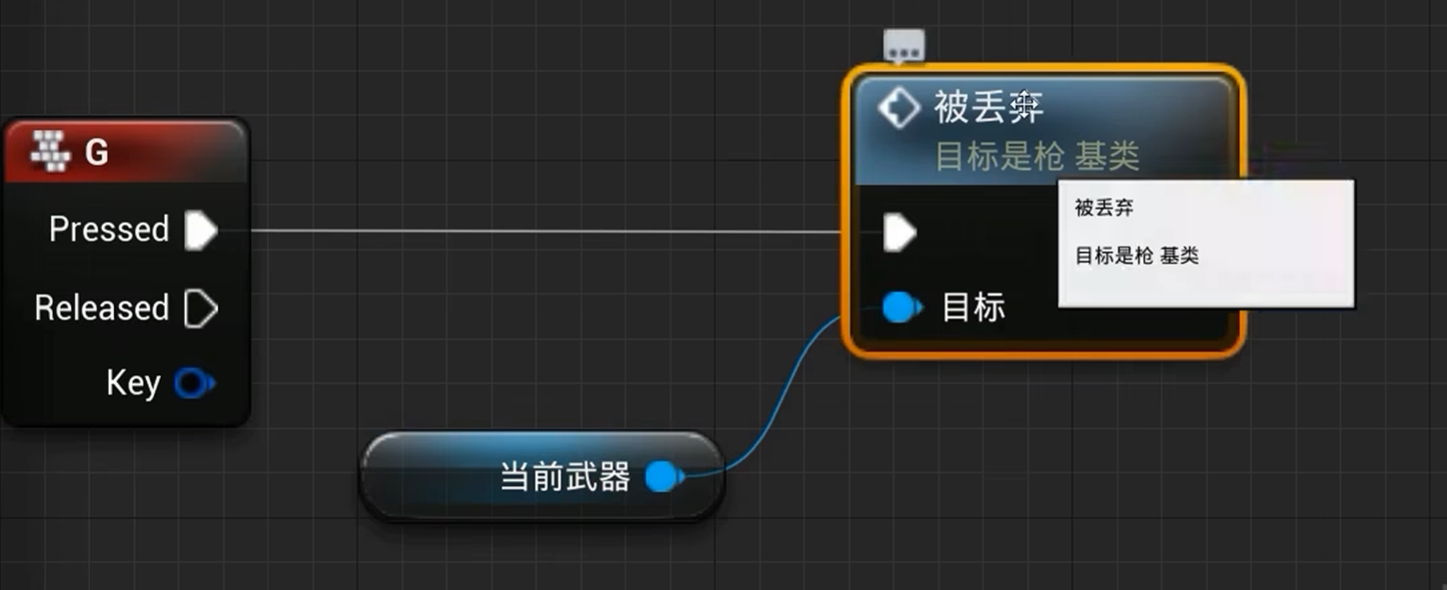 G
Pressed
Released
Key
当前武器
被丢弃
目标是枪 基类
目标
被丢弃
目标是枪 基类